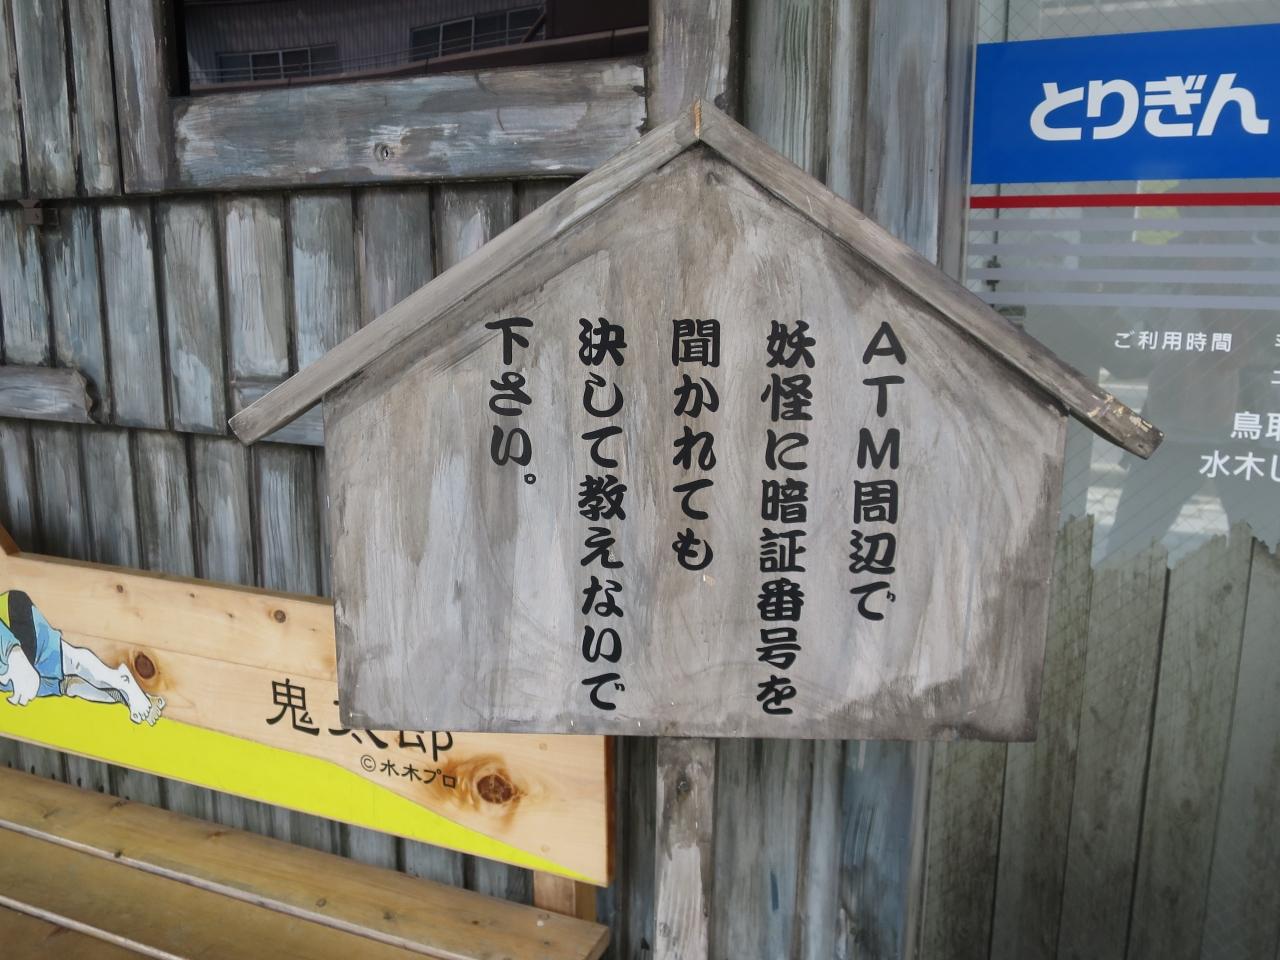 ATM周辺で
妖怪に暗証番号を
聞かれても
決して教えないで
下さい。
とりぎん
ご利用時間
水木し
鬼太郎
©水木プロ